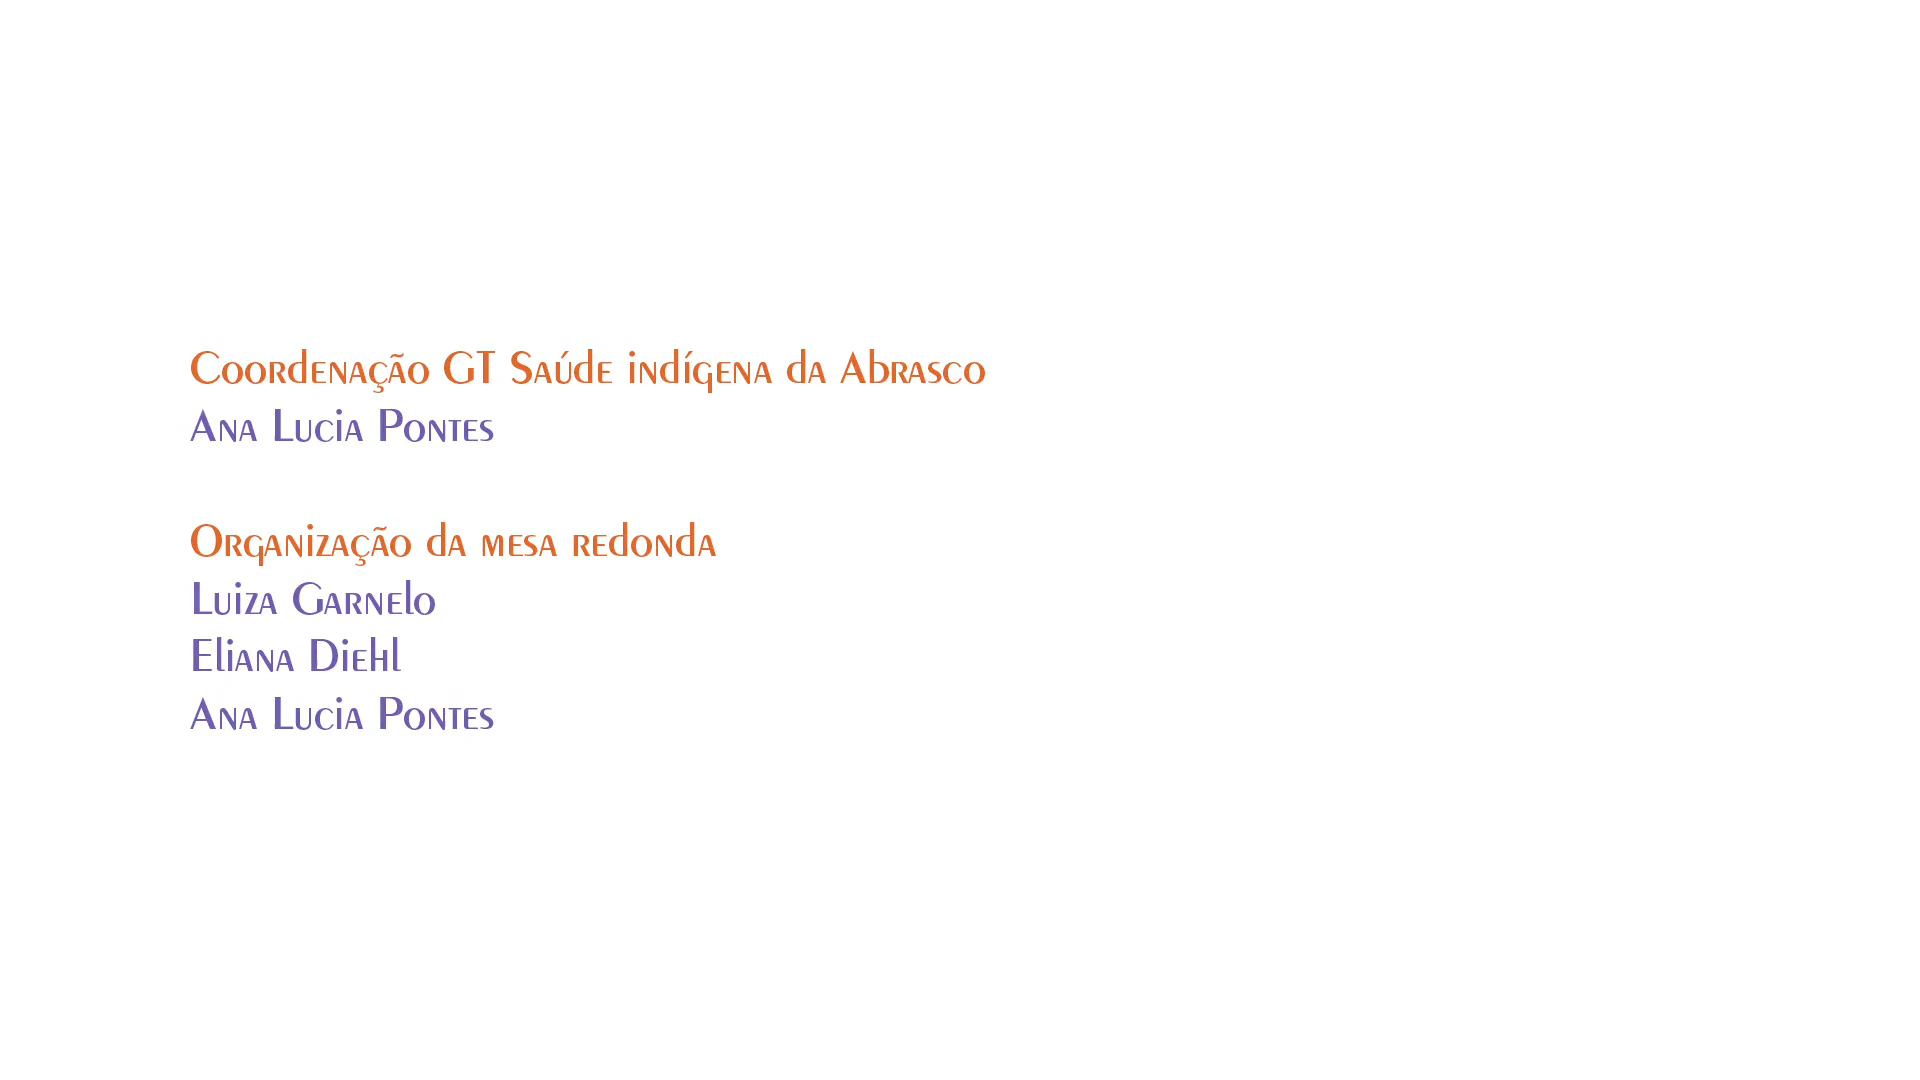 Coordenação GT Saúde indígena da Abrasco
Ana Lucia Pontes
Organização da mesa redonda
Luiza Garnelo
Eliana Diehl
Ana Lucia Pontes